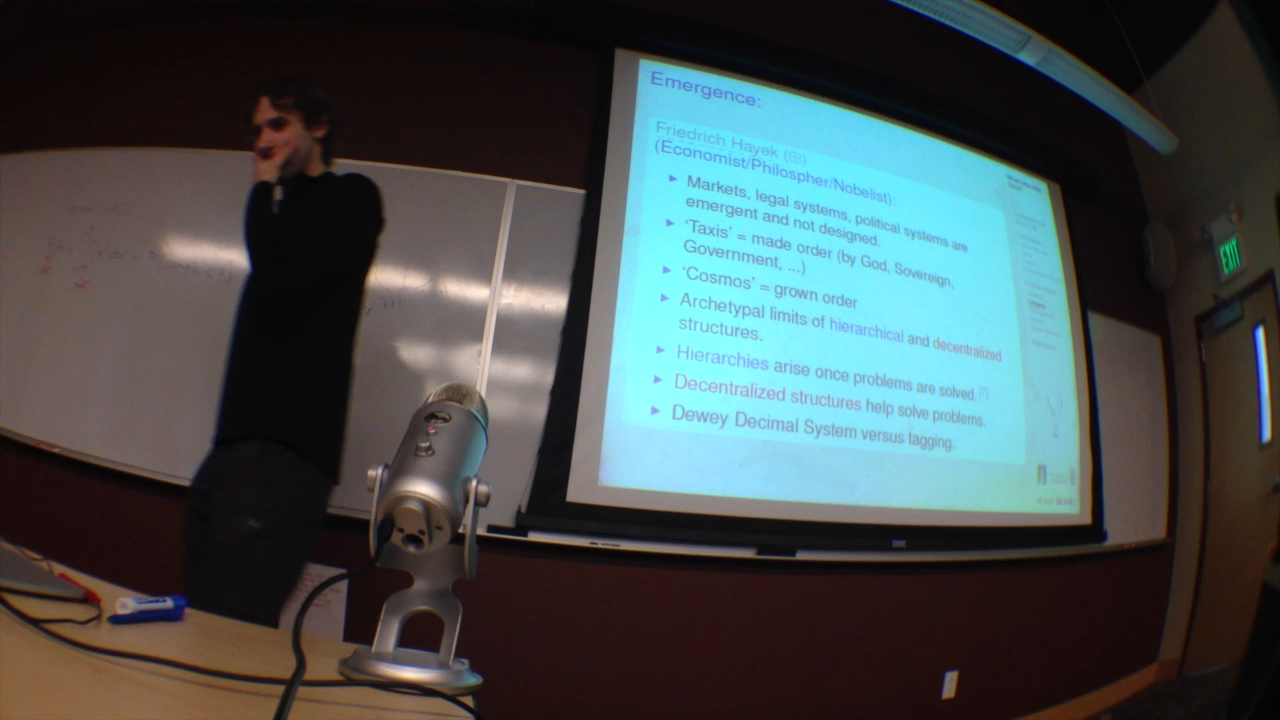 Emergence:
Friedrich Hayek (⊞)
(Economist/Philospher/Nobelist):
▶ Markets, legal systems, political systems are
emergent and not designed.
▶ 'Taxis' = made order (by God, Sovereign,
Government, ...)
▶ 'Cosmos' = grown order
▶ Archetypal limits of hierarchical and decentralized
structures.
▶ Hierarchies arise once problems are solved.
▶ Decentralized structures help solve problems.
▶ Dewey Decimal System versus tagging.
EXIT